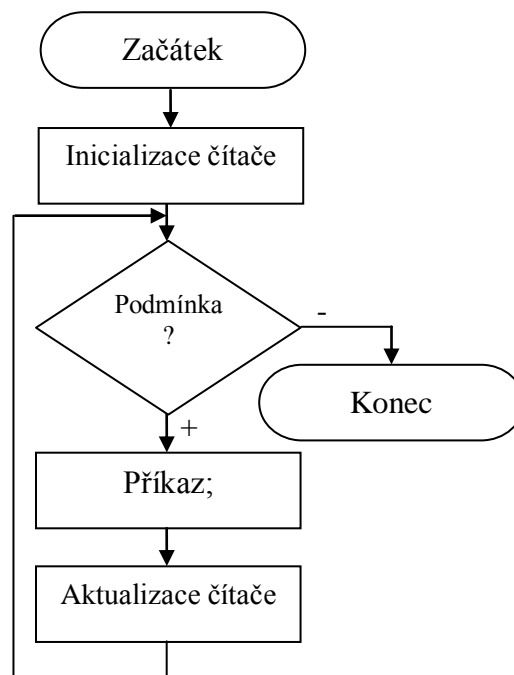 Začátek
Inicializace čítače
Podmínka
?
-
Konec
+
Příkaz;
Aktualizace čítače